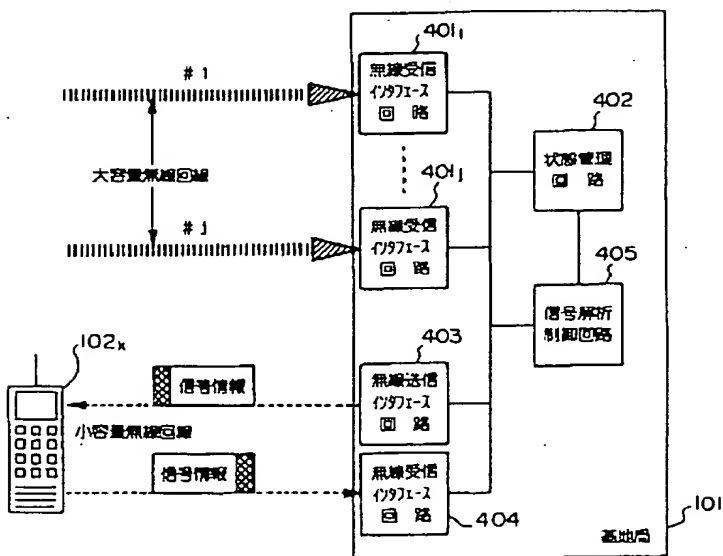 401₁
#1
無線受信
インタフェース
回路
402
状態管理
回路
大容量無線回線
401j
#j
無線受信
インタフェース
回路
405
信号解析
制御回路
403
102x
信号情報
無線送信
インタフェース
回路
小容量無線回線
信号情報
無線受信
インタフェース
回路
404
101
基地局